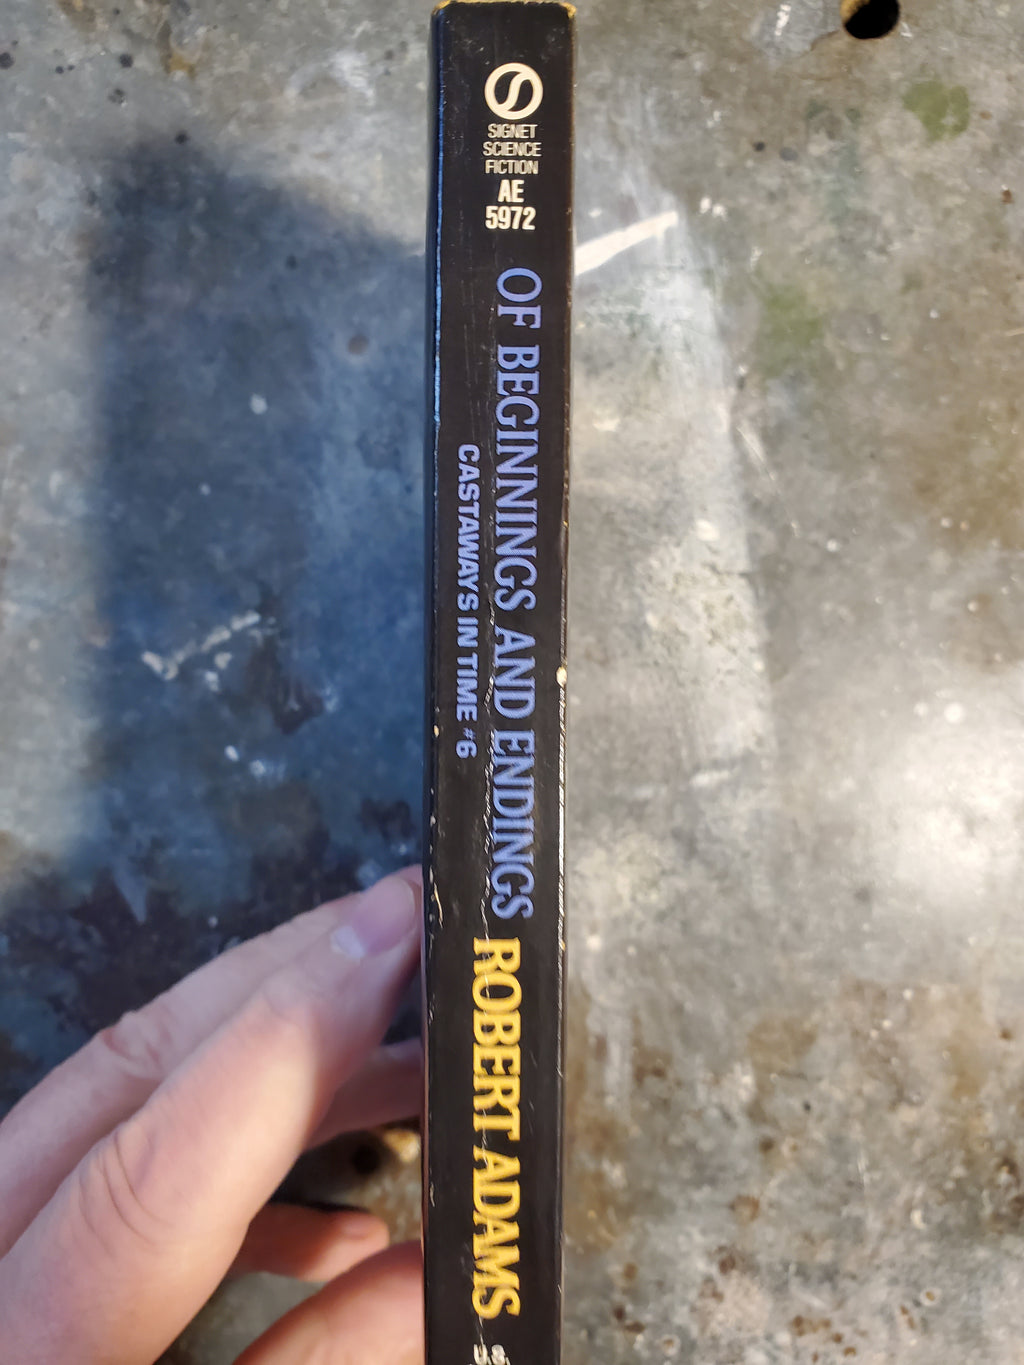 SIGNET
SCIENCE
FICTION
AE
5972
OF BEGINNINGS AND ENDINGS
CASTAWAYS IN TIME #6
ROBERT ADAMS